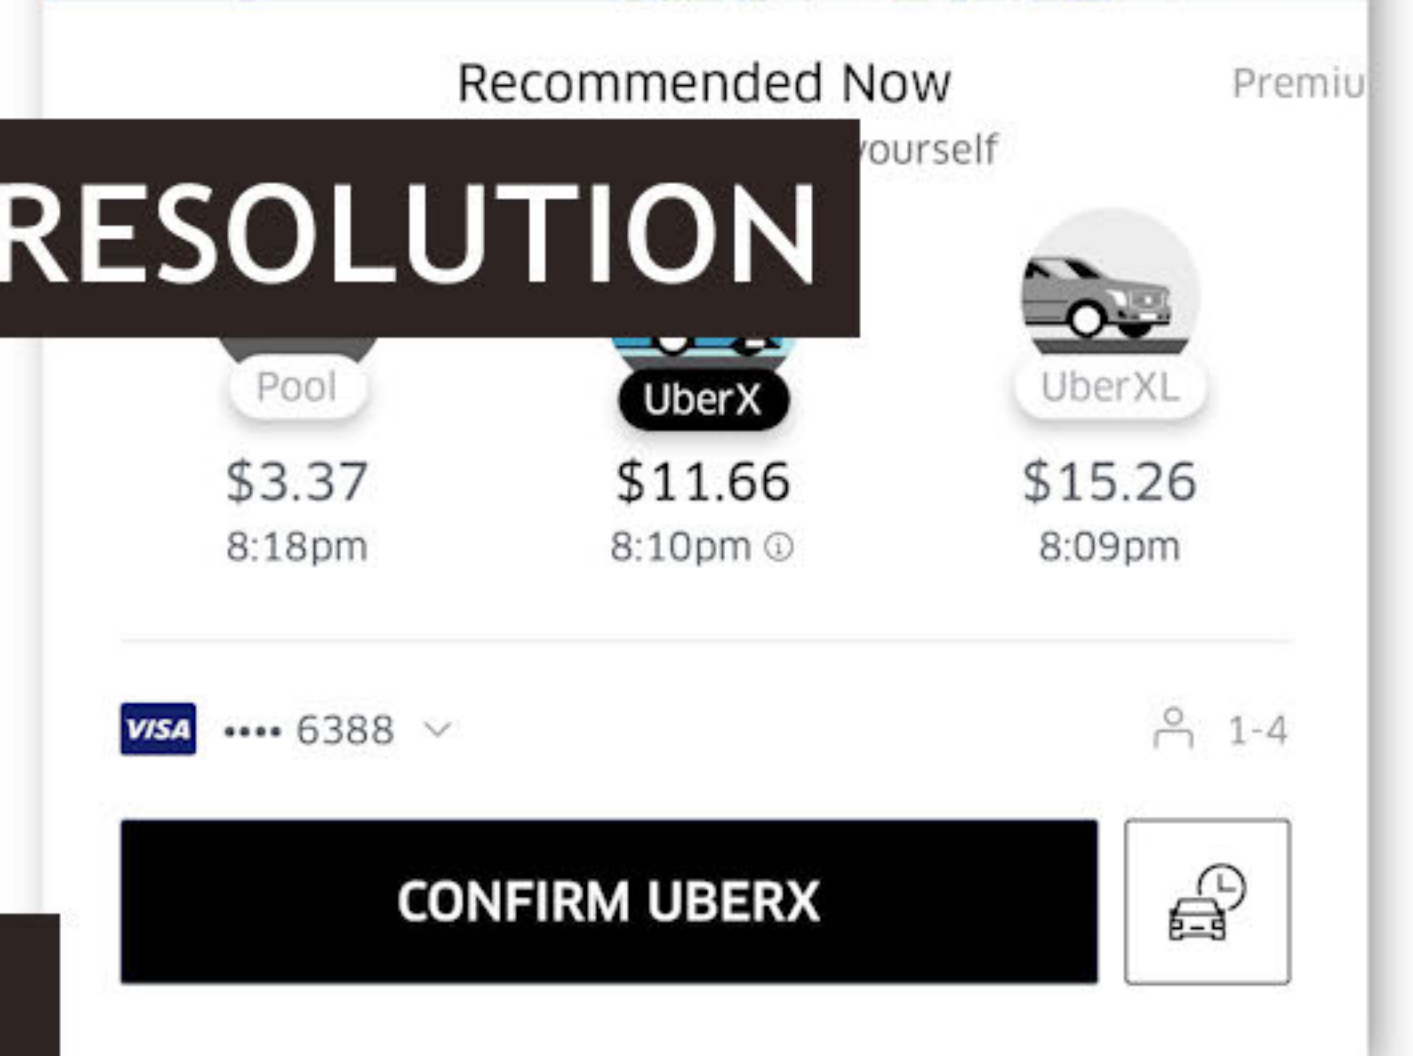 Recommended Now
Premiu
yourself
RESOLUTION
Pool
UberX
UberXL
$3.37
$11.66
$15.26
8:18pm
8:10pm
8:09pm
VISA •••• 6388
1-4
CONFIRM UBERX